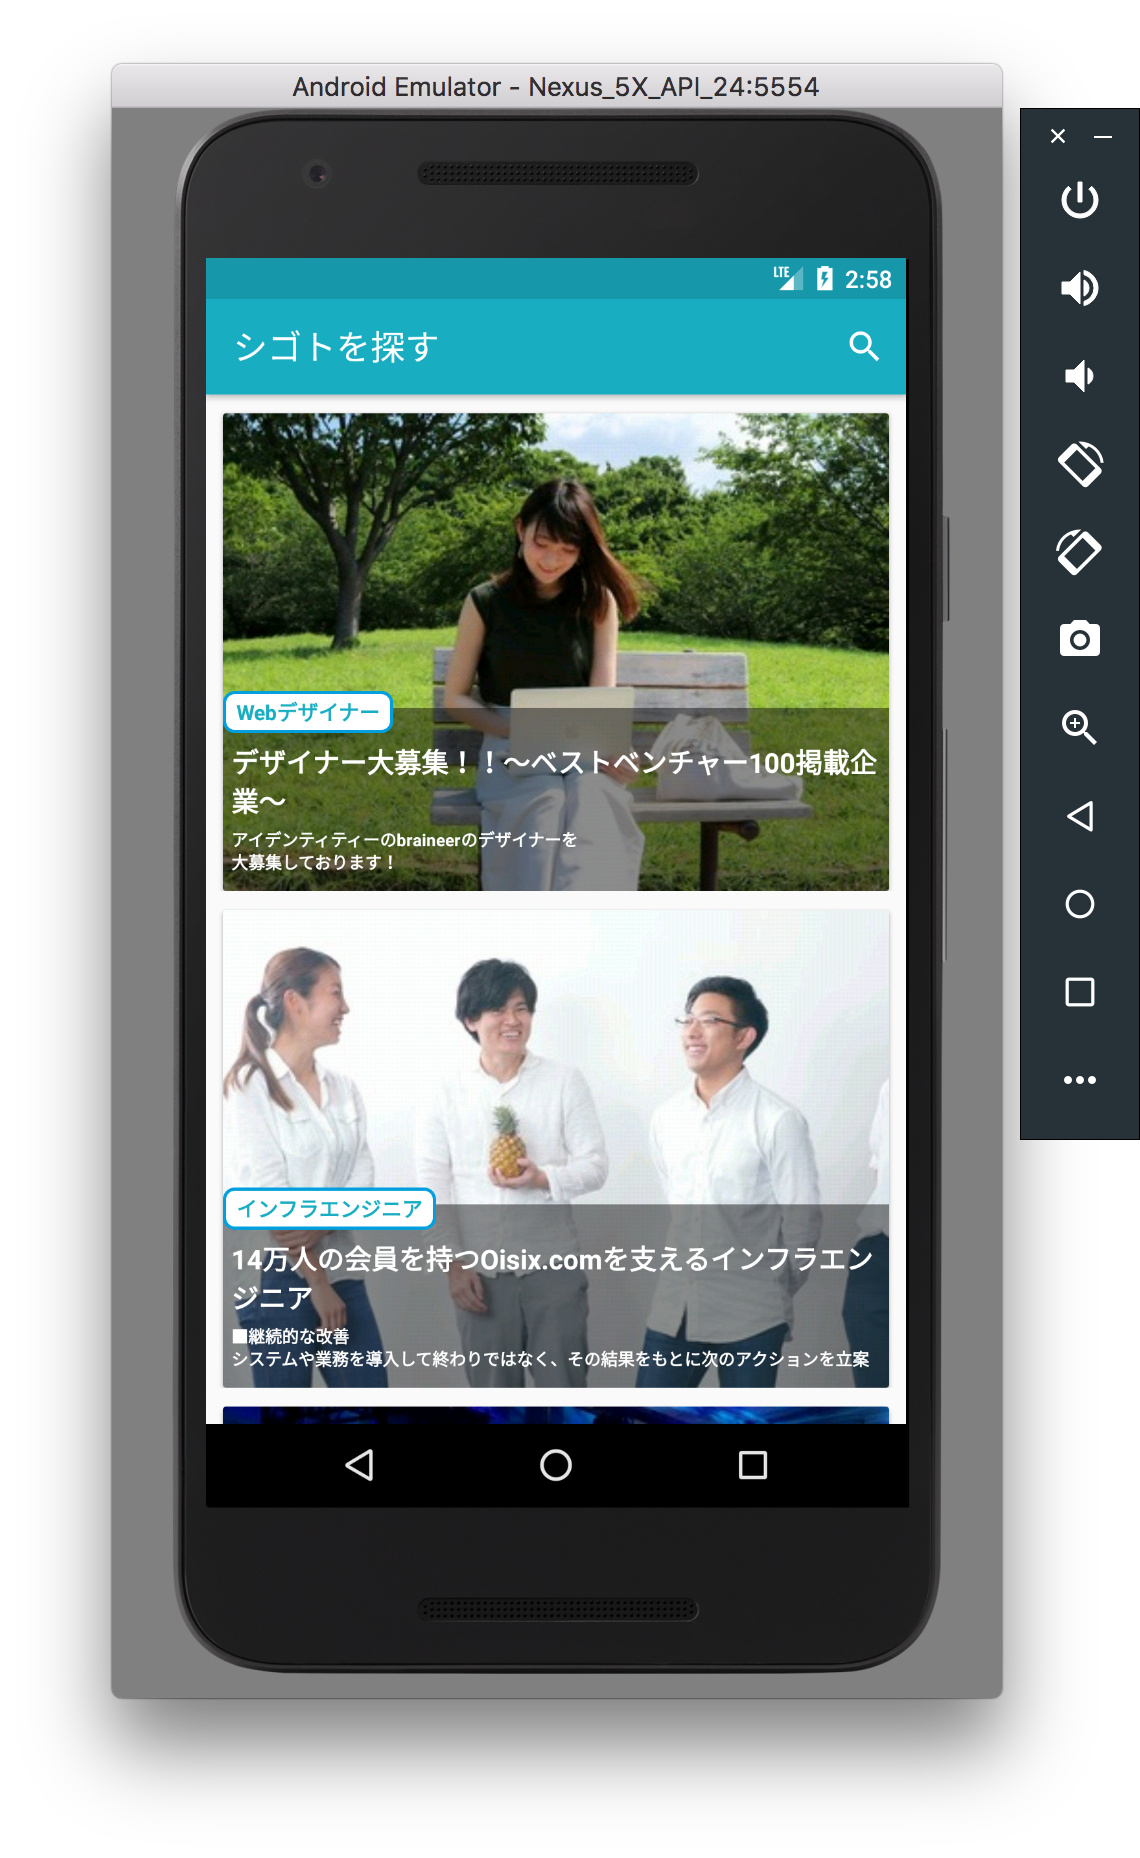 Android Emulator - Nexus_5X_API_24:5554
LTE 2:58
シゴトを探す
Webデザイナー
デザイナー大募集！！〜ベストベンチャー100掲載企
業〜
アイデンティティーのbraineerのデザイナーを
大募集しております！
インフラエンジニア
14万人の会員を持つOisix.comを支えるインフラエン
ジニア
■継続的な改善
システムや業務を導入して終わりではなく、その結果をもとに次のアクションを立案